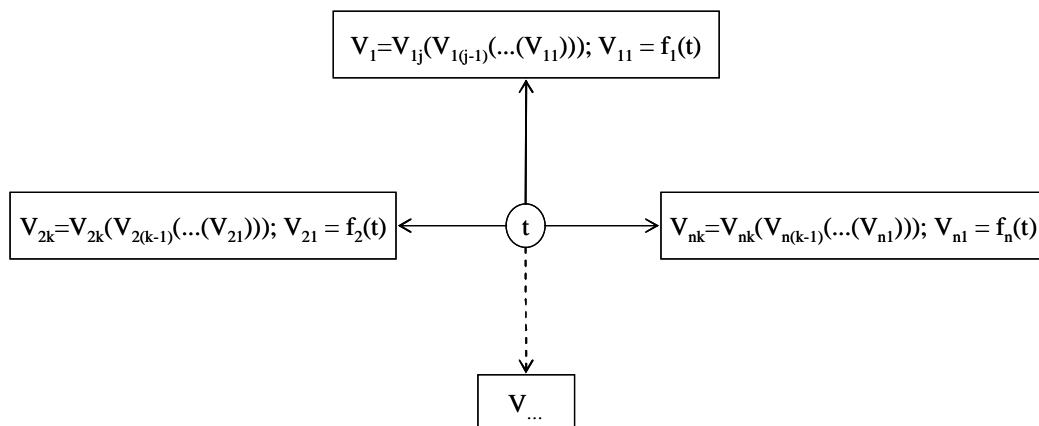 V₁=V₁ⱼ(V₁₍ⱼ₋₁₎(...(V₁₁))); V₁₁ = f₁(t)
V₂ₖ=V₂ₖ(V₂₍ₖ₋₁₎(...(V₂₁))); V₂₁ = f₂(t)
t
Vₙₖ=Vₙₖ(Vₙ₍ₖ₋₁₎(...(Vₙ₁))); Vₙ₁ = fₙ(t)
V...